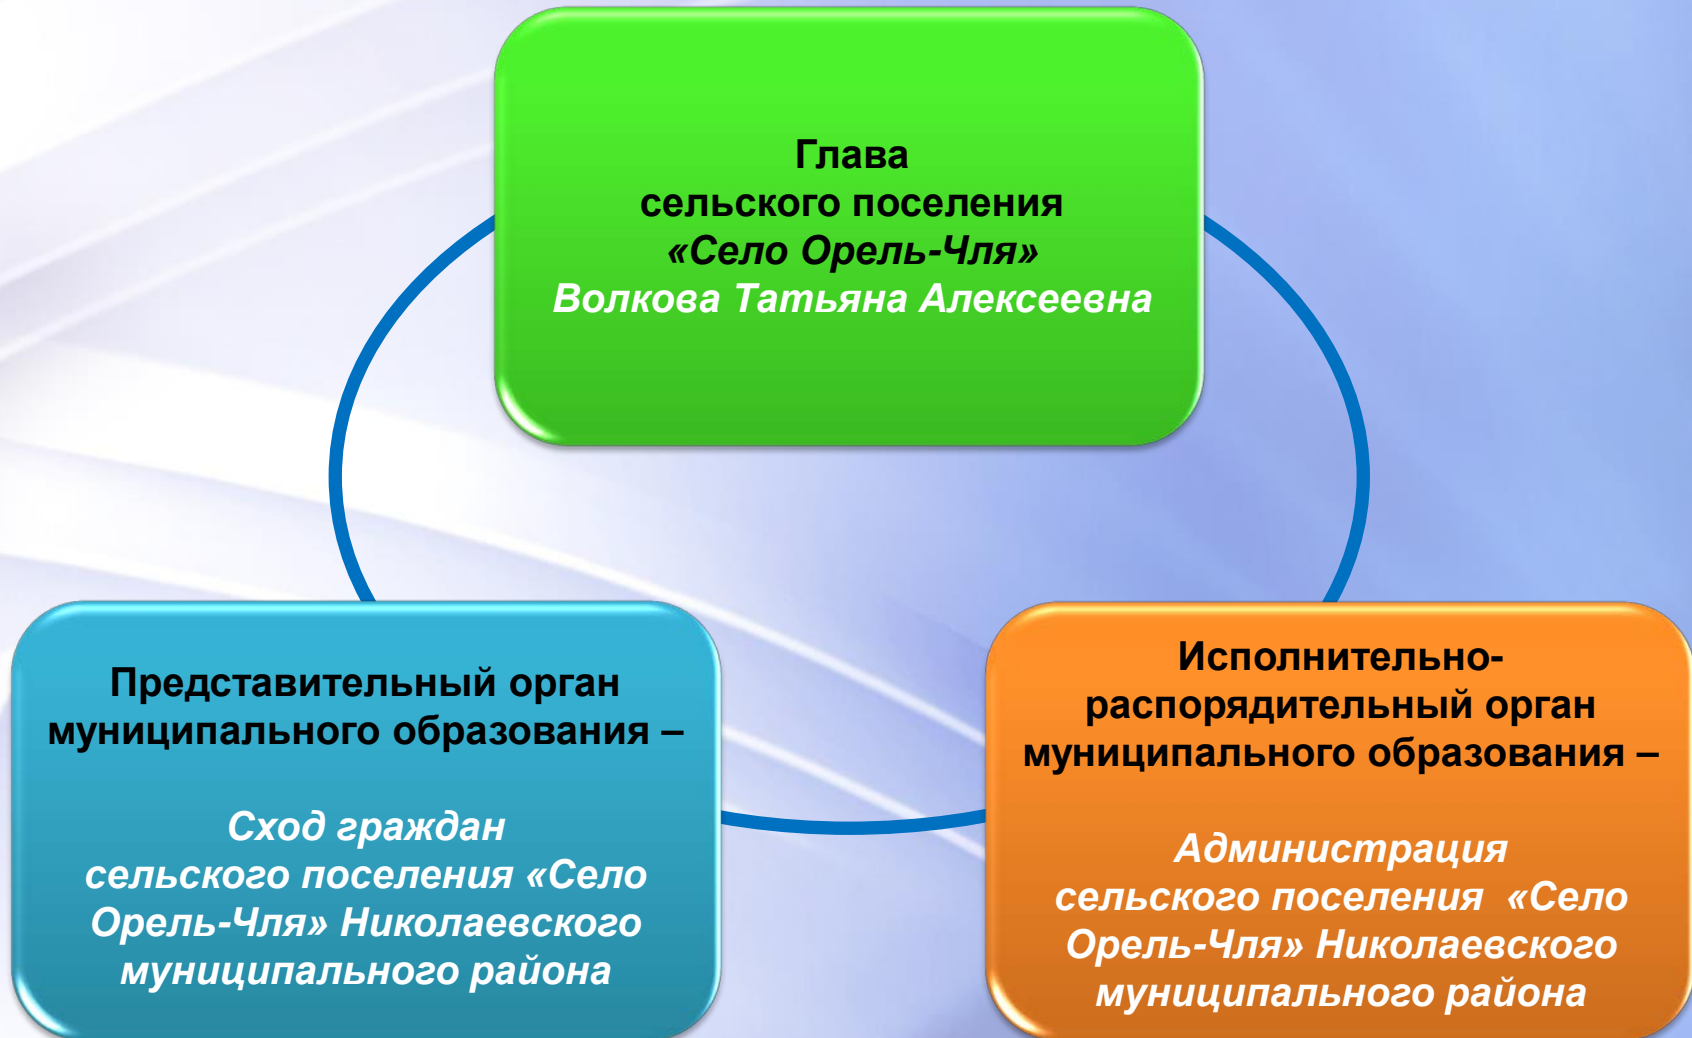 Глава
сельского поселения
«Село Орель-Чля»
Волкова Татьяна Алексеевна
Представительный орган
муниципального образования –
Сход граждан
сельского поселения «Село
Орель-Чля» Николаевского
муниципального района
Исполнительно-
распорядительный орган
муниципального образования –
Администрация
сельского поселения «Село
Орель-Чля» Николаевского
муниципального района